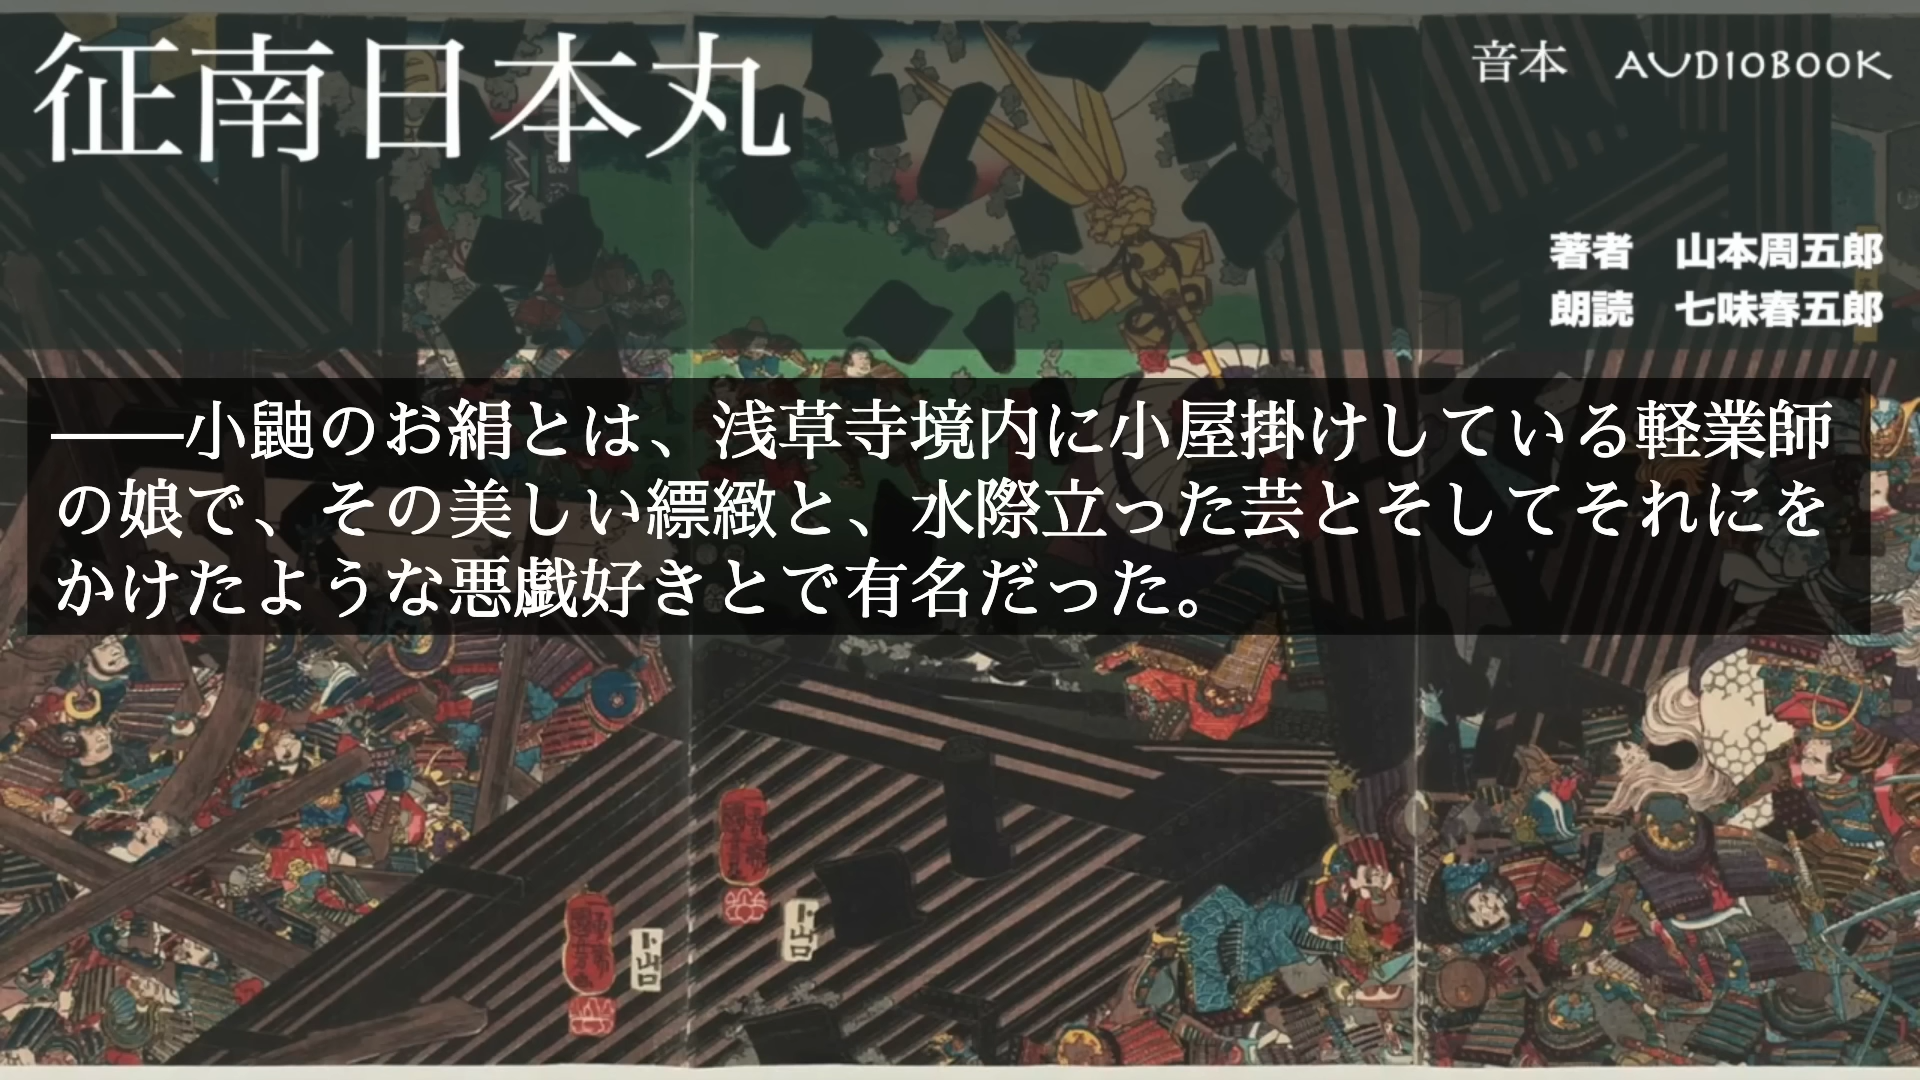 征南日本丸
音本 AUDIOBOOK
著者 山本周五郎
朗読 七味春五郎
――小鼬のお絹とは、浅草寺境内に小屋掛けしている軽業師
の娘で、その美しい縹緻と、水際立った芸とそしてそれにを
かけたような悪戯好きとで有名だった。